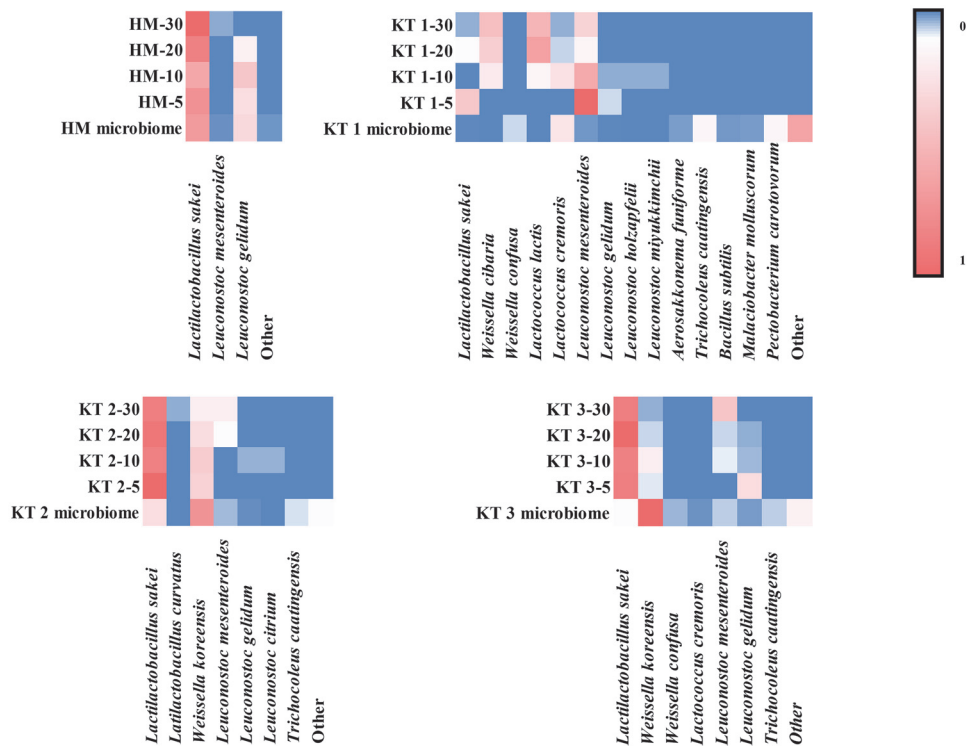 HM-30
HM-20
HM-10
HM-5
HM microbiome
Lactilactobacillus sakei
Leuconostoc mesenteroides
Leuconostoc gelidum
Other
KT 1-30
KT 1-20
KT 1-10
KT 1-5
KT 1 microbiome
Lactilactobacillus sakei
Weissella cibaria
Weissella confusa
Lactococcus lactis
Lactococcus cremoris
Leuconostoc mesenteroides
Leuconostoc gelidum
Leuconostoc holzapfelii
Leuconostoc miyukkimchii
Aerosakkonema funiforme
Trichocoleus caatingensis
Bacillus subtilis
Malaciobacter molluscorum
Pectobacterium carotovorum
Other
0
1
KT 2-30
KT 2-20
KT 2-10
KT 2-5
KT 2 microbiome
Lactilactobacillus sakei
Latilactobacillus curvatus
Weissella koreensis
Leuconostoc mesenteroides
Leuconostoc gelidum
Leuconostoc citrium
Trichocoleus caatingensis
Other
KT 3-30
KT 3-20
KT 3-10
KT 3-5
KT 3 microbiome
Lactilactobacillus sakei
Weissella koreensis
Weissella confusa
Lactococcus cremoris
Leuconostoc mesenteroides
Leuconostoc gelidum
Trichocoleus caatingensis
Other